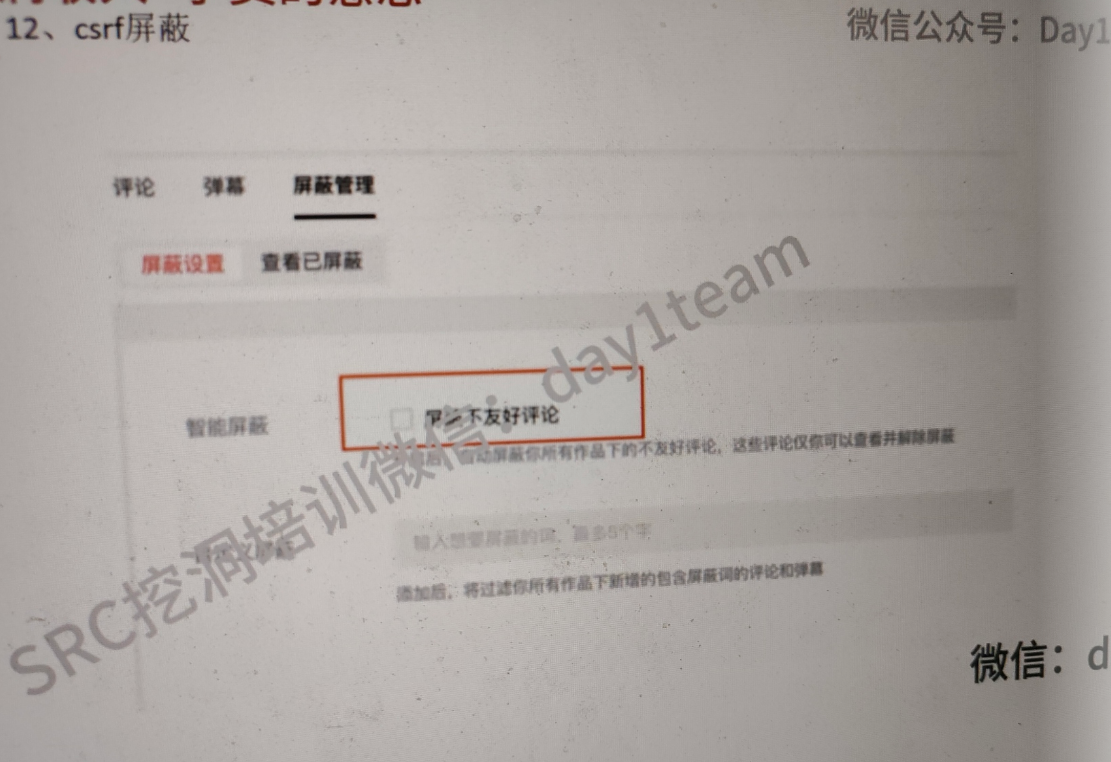 12、csrf屏蔽
微信公众号：Day1
评论 弹幕 屏蔽管理
屏蔽设置 查看已屏蔽
智能屏蔽 屏蔽不友好评论
自动屏蔽你所有作品下的不友好评论，这些评论仅你可以查看并解除屏蔽
输入想要屏蔽的词，最多5个字
添加后，将过滤你所有作品下新增的包含屏蔽词的评论和弹幕
SRC挖洞培训微信：day1team
微信：d